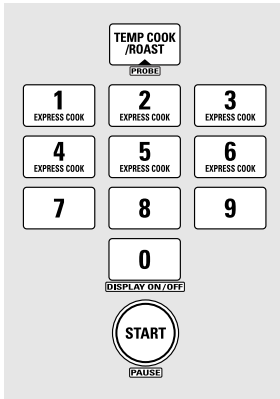 TEMP COOK
/ROAST
PROBE
1
EXPRESS COOK
2
EXPRESS COOK
3
EXPRESS COOK
4
EXPRESS COOK
5
EXPRESS COOK
6
EXPRESS COOK
7
8
9
0
DISPLAY ON/OFF
START
PAUSE